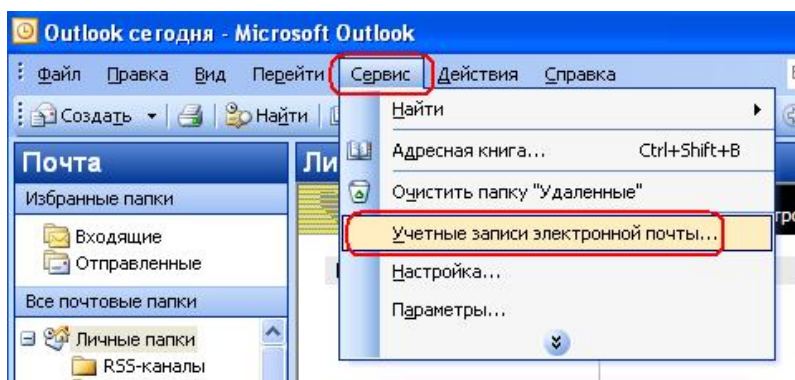 Outlook сегодня - Microsoft Outlook
Файл Правка Вид Перейти Сервис Действия Справка
Создать Найти
Найти
Почта
Ли
Адресная книга... Ctrl+Shift+B
Избранные папки
Очистить папку "Удаленные"
Входящие
Учетные записи электронной почты...
Отправленные
Настройка...
Все почтовые папки
Параметры...
Личные папки
RSS-каналы